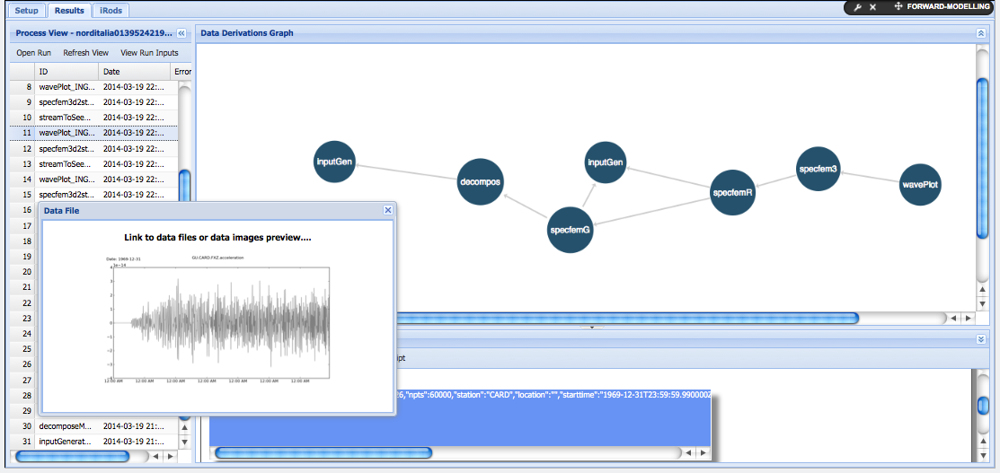 Setup Results iRods FORWARD-MODELLING
Process View - norditalia0139524219... Data Derivations Graph
Open Run Refresh View View Run Inputs
ID Date Error
8 wavePlot_ING... 2014-03-19 22:...
9 specfem3d2st... 2014-03-19 22:...
10 streamToSee... 2014-03-19 22:...
11 wavePlot_ING... 2014-03-19 22:...
12 specfem3d2st... 2014-03-19 22:...
13 streamToSee... 2014-03-19 22:...
14 wavePlot_ING... 2014-03-19 22:...
15 specfem3d2st... 2014-03-19 22:...
16
17
18
19
20
21
22
23
24
25
26
27
28
29
30 decomposeM... 2014-03-19 21:...
31 inputGenerat... 2014-03-19 21:...
inputGen
decompos
inputGen
specfemG
specfemR
specfem3
wavePlot
Data File
Link to data files or data images preview....
Date: 1969-12-31 GU.CARD.FXZ.acceleration
1e-14
4
3
2
1
0
−1
−2
−3
12:00 AM 12:00 AM 12:00 AM 12:00 AM 12:00 AM 12:00 AM 12:00 AM
ipt
26,"npts":60000,"station":"CARD","location":"","starttime":"1969-12-31T23:59:59.9900002